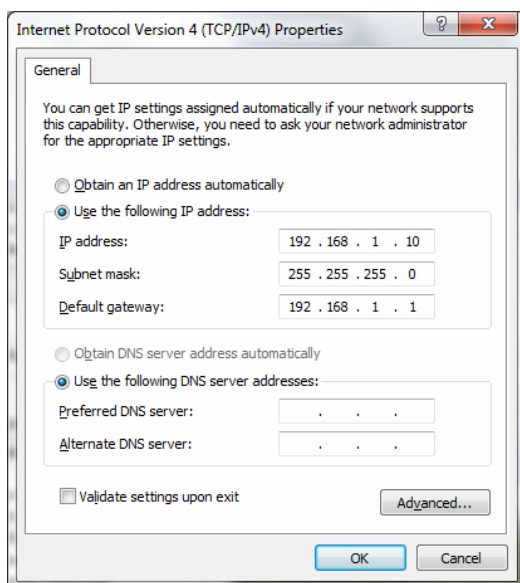 Internet Protocol Version 4 (TCP/IPv4) Properties
General
You can get IP settings assigned automatically if your network supports
this capability. Otherwise, you need to ask your network administrator
for the appropriate IP settings.
Obtain an IP address automatically
Use the following IP address:
IP address: 192 . 168 . 1 . 10
Subnet mask: 255 . 255 . 255 . 0
Default gateway: 192 . 168 . 1 . 1
Obtain DNS server address automatically
Use the following DNS server addresses:
Preferred DNS server: . . .
Alternate DNS server: . . .
Validate settings upon exit
Advanced...
OK Cancel